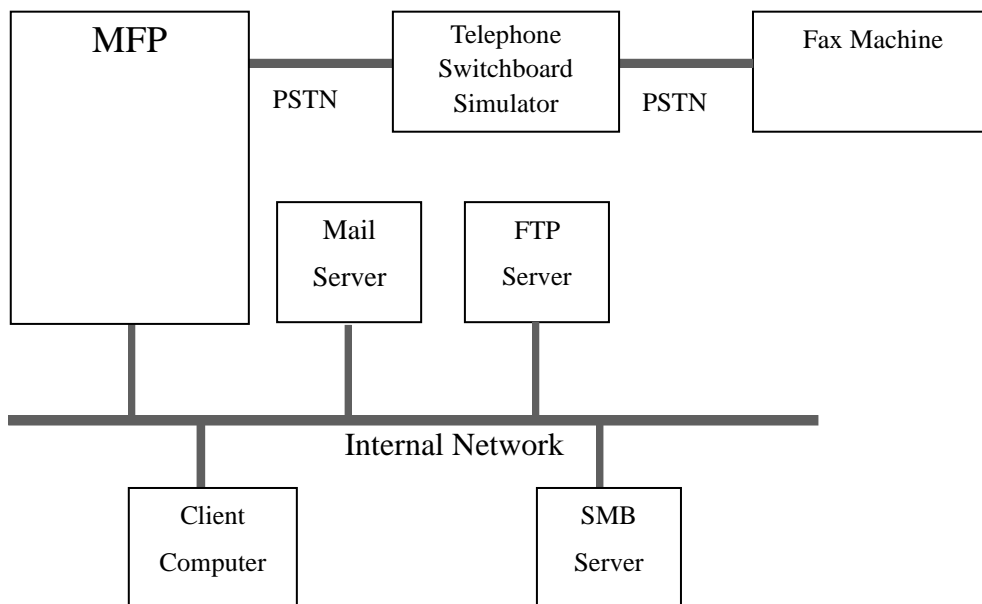 MFP
PSTN
Telephone
Switchboard
Simulator
PSTN
Fax Machine
Mail
Server
FTP
Server
Internal Network
Client
Computer
SMB
Server